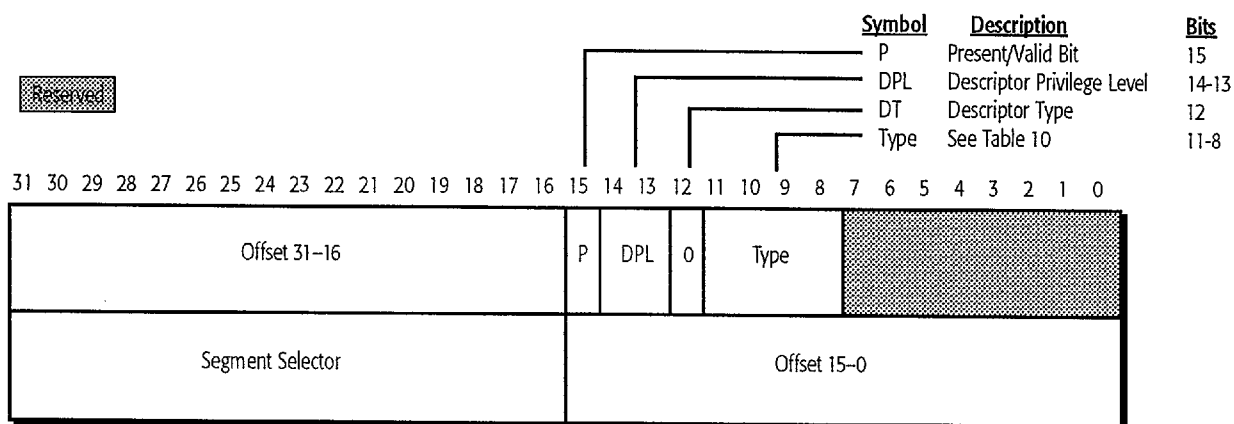 Symbol Description Bits
P Present/Valid Bit 15
DPL Descriptor Privilege Level 14-13
DT Descriptor Type 12
Type See Table 10 11-8
Reserved
31 30 29 28 27 26 25 24 23 22 21 20 19 18 17 16 15 14 13 12 11 10 9 8 7 6 5 4 3 2 1 0
Offset 31–16 P DPL 0 Type
Segment Selector Offset 15–0